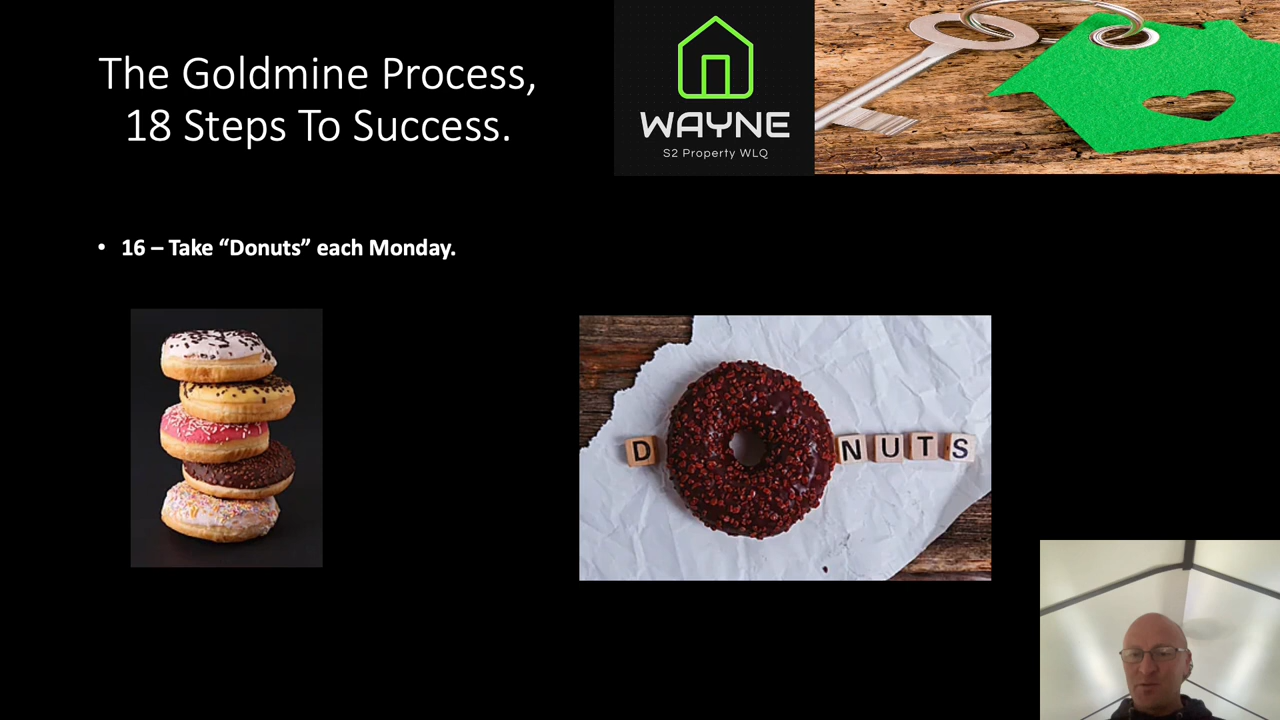 The Goldmine Process,
18 Steps To Success.
WAYNE
S2 Property WLQ
• 16 – Take “Donuts” each Monday.
D NUTS